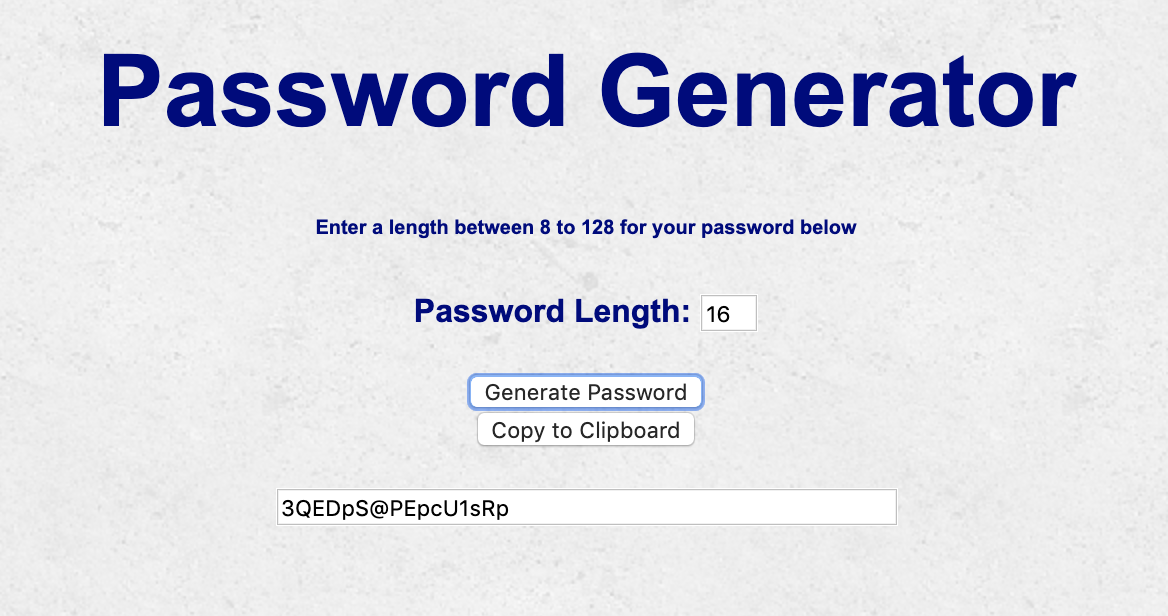 Password Generator
Enter a length between 8 to 128 for your password below
Password Length: 16
Generate Password
Copy to Clipboard
3QEDpS@PEpcU1sRp